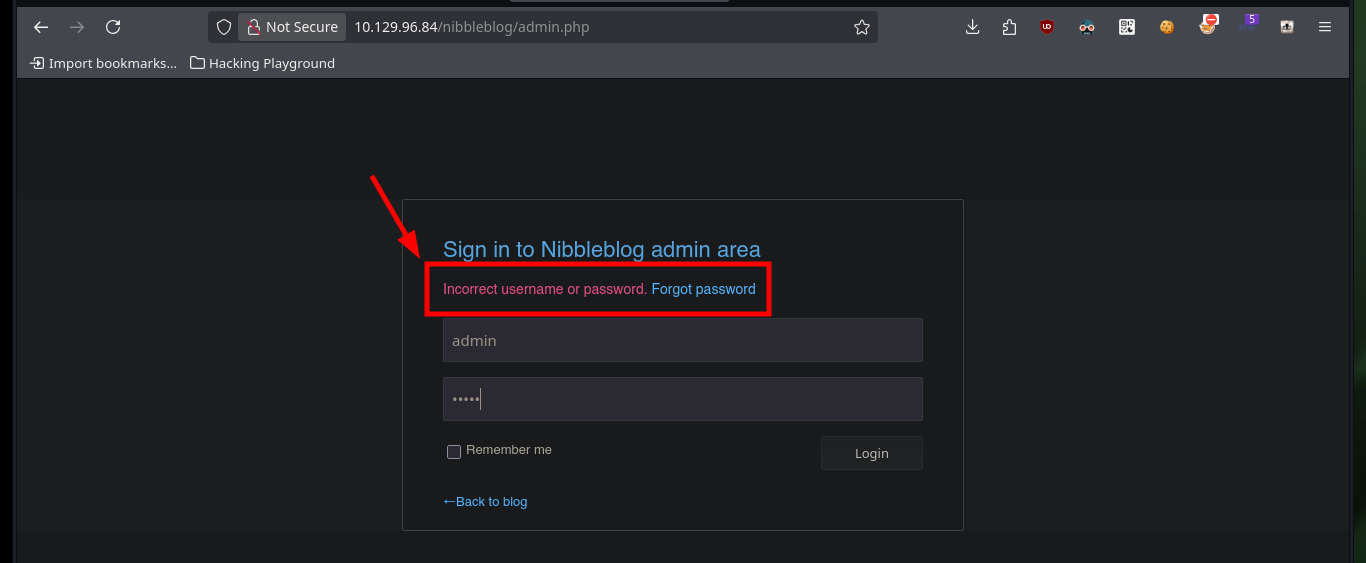 Not Secure 10.129.96.84/nibbleblog/admin.php 5
Import bookmarks... Hacking Playground
Sign in to Nibbleblog admin area
Incorrect username or password. Forgot password
admin
•••••
Remember me Login
←Back to blog